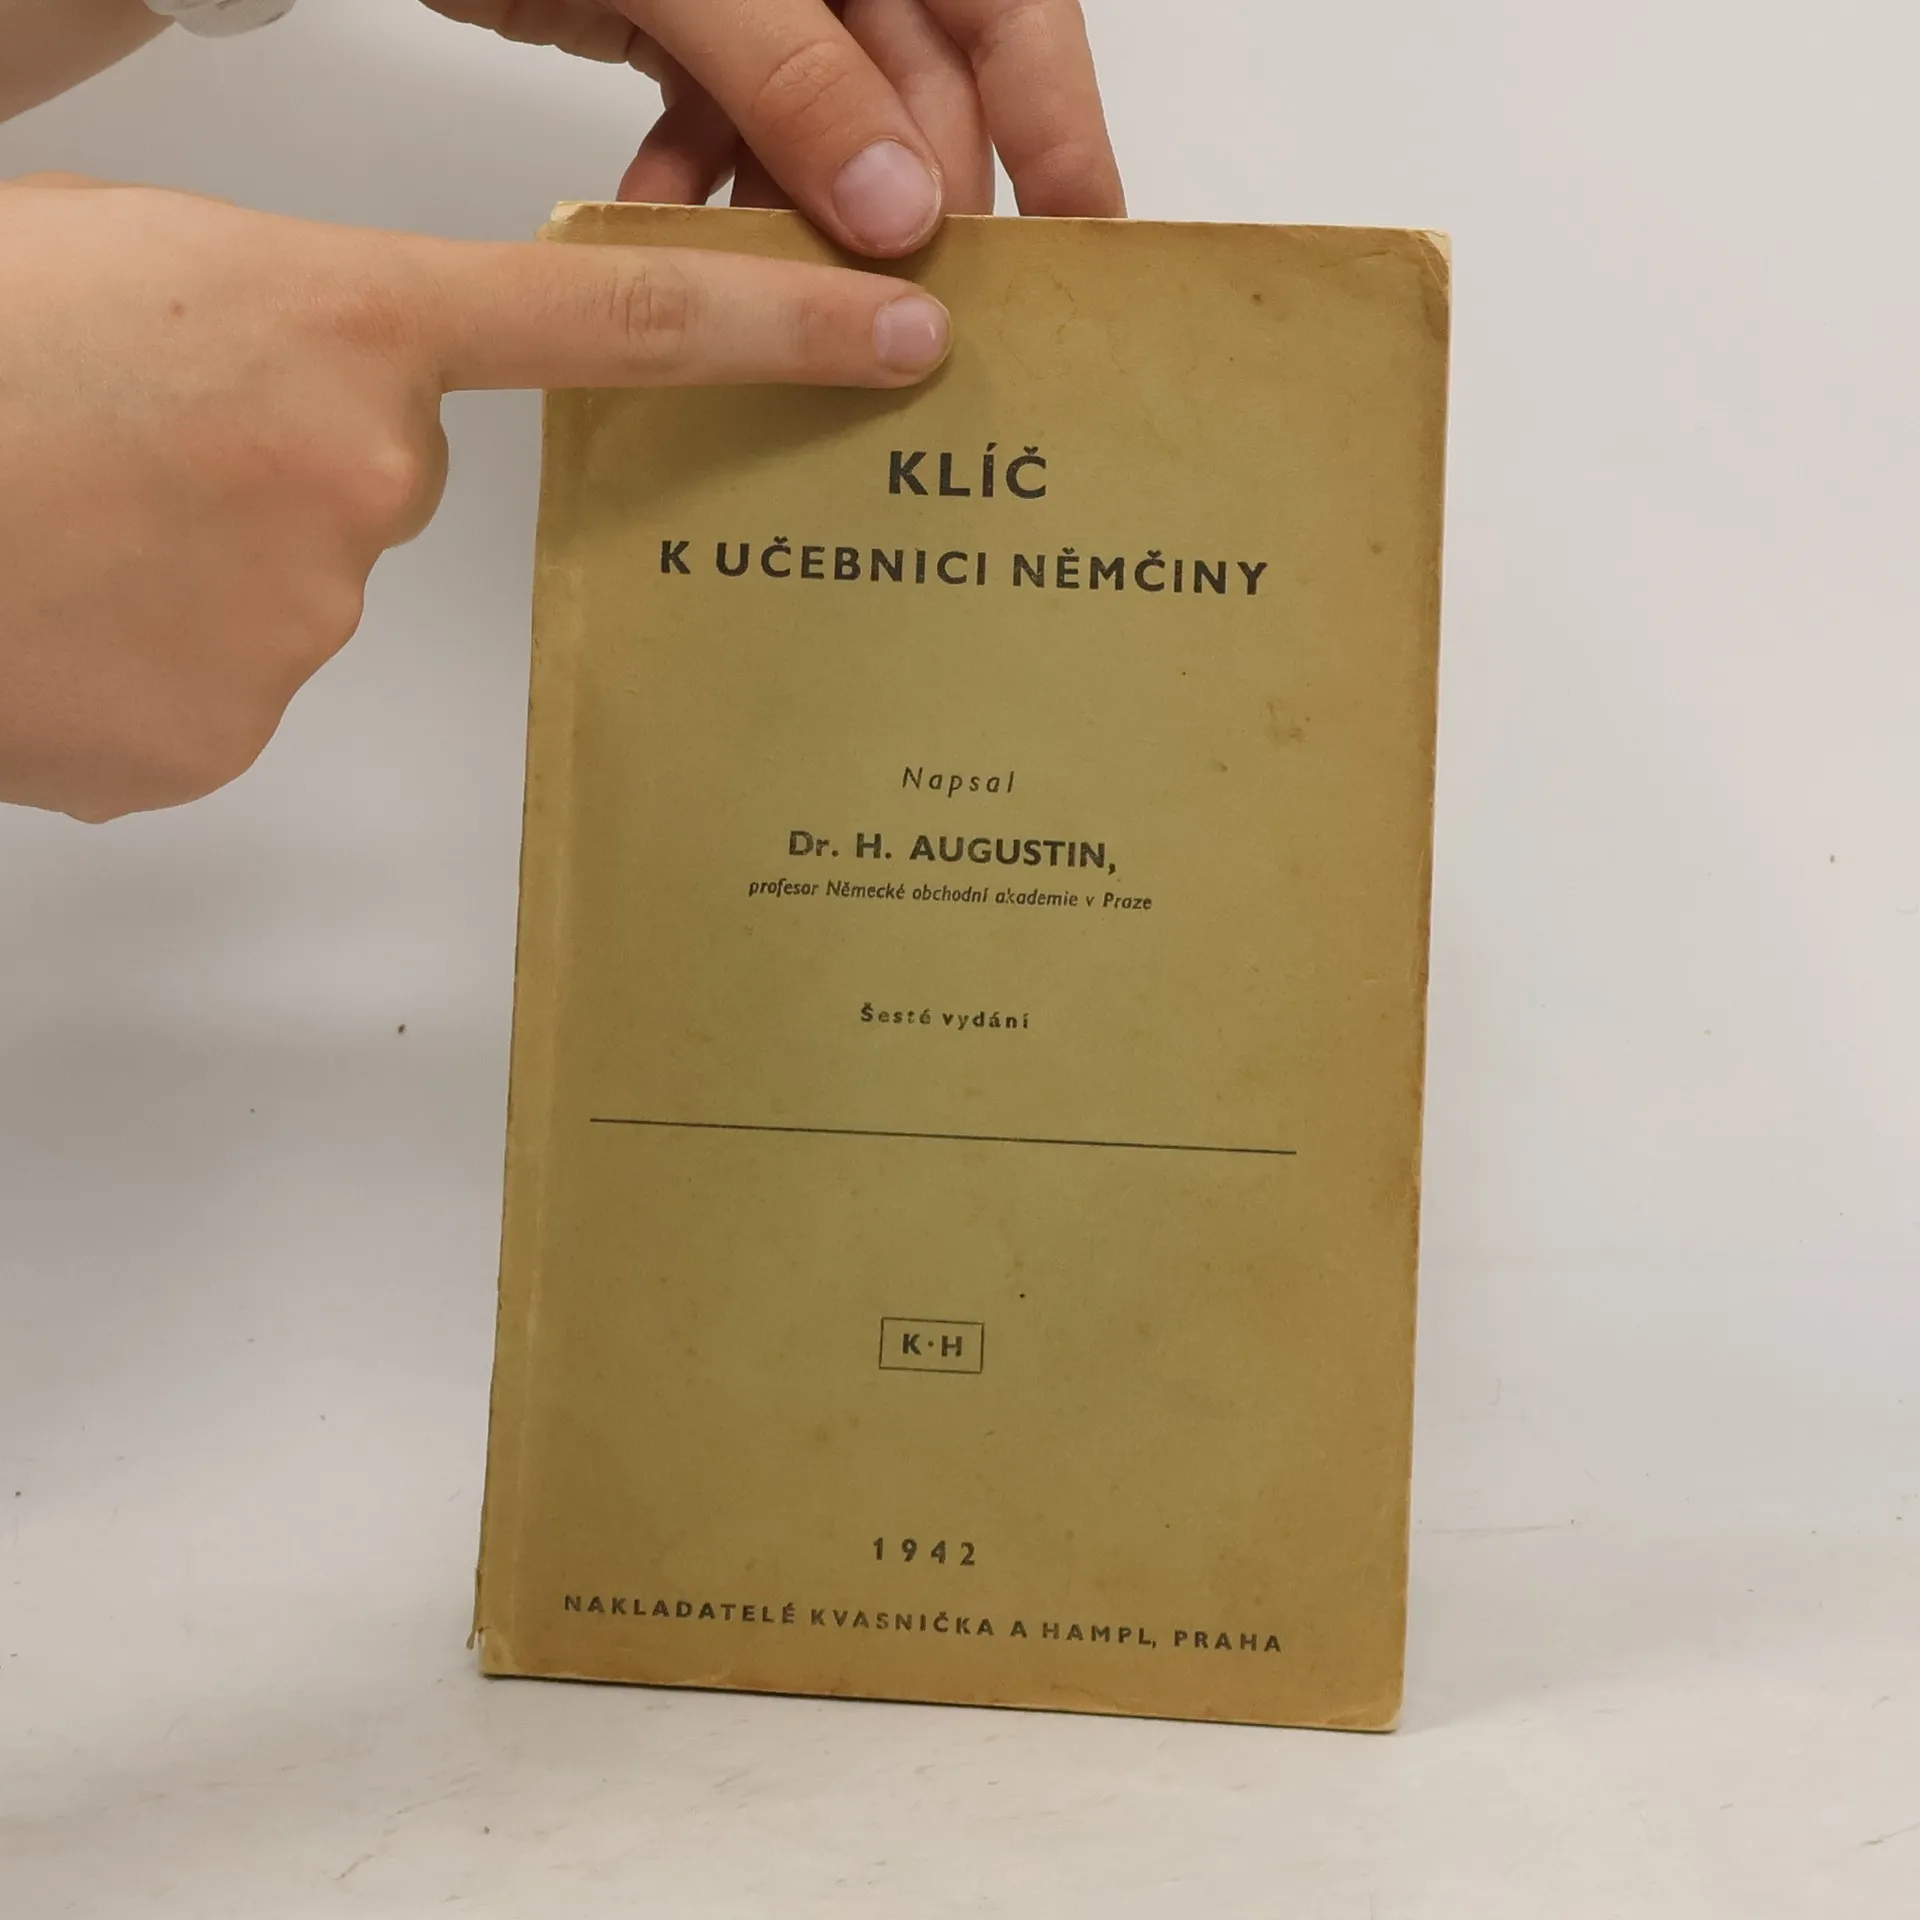 KLÍČ
K UČEBNICI NĚMČINY
Napsal
Dr. H. AUGUSTIN,
profesor Německé obchodní akademie v Praze
Šesté vydání
K·H
1942
NAKLADATELÉ KVASNIČKA A HAMPL, PRAHA